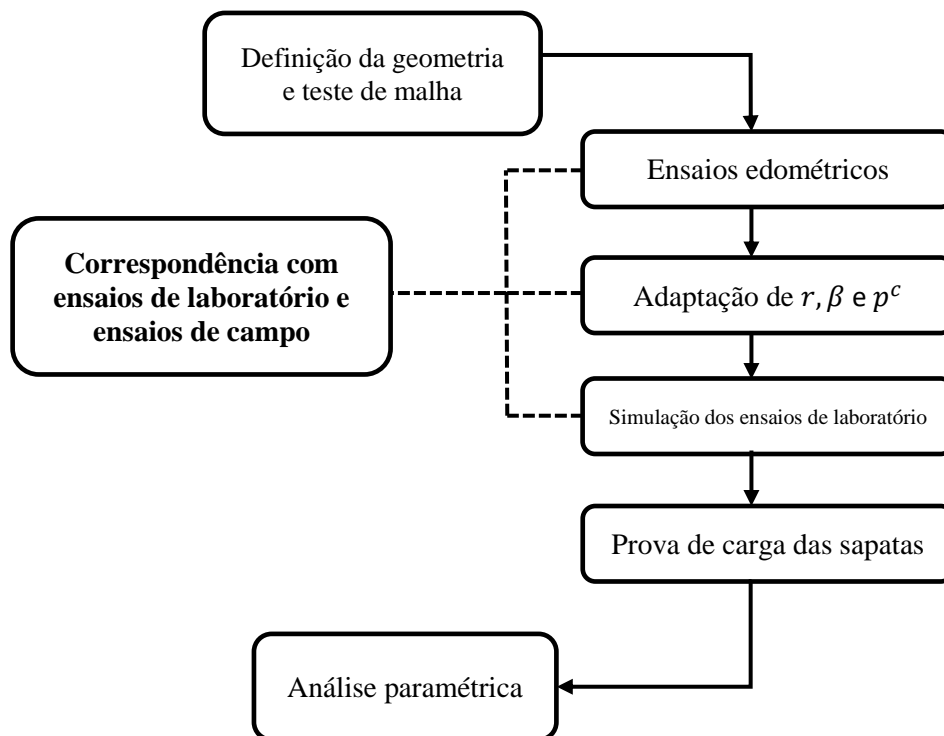 Definição da geometria
e teste de malha
Ensaios edométricos
Correspondência com
ensaios de laboratório e
ensaios de campo
Adaptação de r, β e p^c
Simulação dos ensaios de laboratório
Prova de carga das sapatas
Análise paramétrica